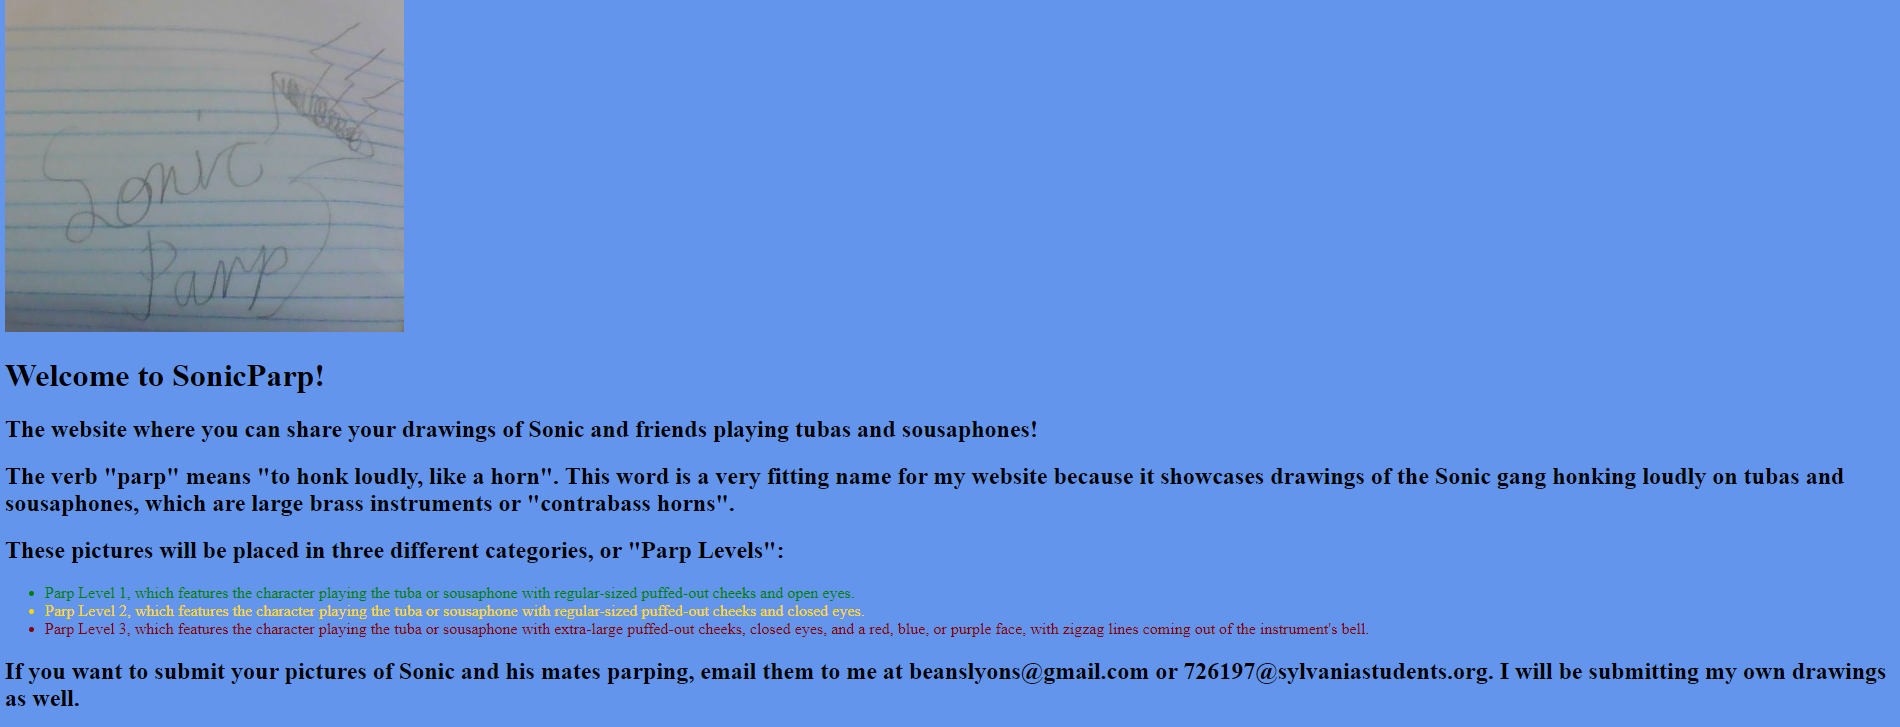 Sonic
Parp
Welcome to SonicParp!
The website where you can share your drawings of Sonic and friends playing tubas and sousaphones!
The verb "parp" means "to honk loudly, like a horn". This word is a very fitting name for my website because it showcases drawings of the Sonic gang honking loudly on tubas and
sousaphones, which are large brass instruments or "contrabass horns".
These pictures will be placed in three different categories, or "Parp Levels":
• Parp Level 1, which features the character playing the tuba or sousaphone with regular-sized puffed-out cheeks and open eyes.
• Parp Level 2, which features the character playing the tuba or sousaphone with regular-sized puffed-out cheeks and closed eyes.
• Parp Level 3, which features the character playing the tuba or sousaphone with extra-large puffed-out cheeks, closed eyes, and a red, blue, or purple face, with zigzag lines coming out of the instrument's bell.
If you want to submit your pictures of Sonic and his mates parping, email them to me at beanslyons@gmail.com or 726197@sylvaniastudents.org. I will be submitting my own drawings
as well.